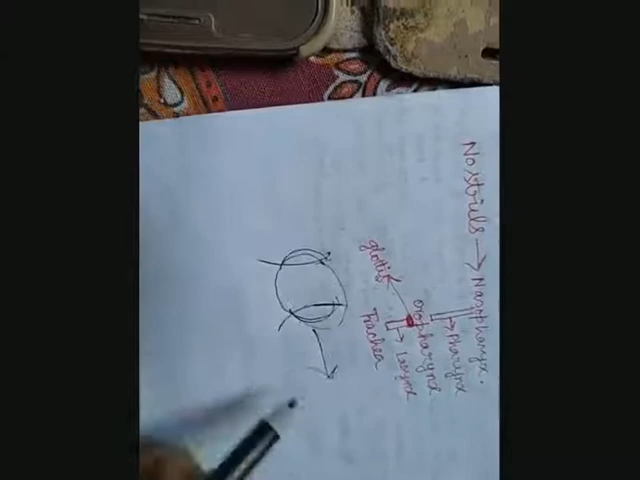 Nostrils → Nasopharynx.
→ Pharynx
oropharynx
→ Larynx
glottis
Trachea